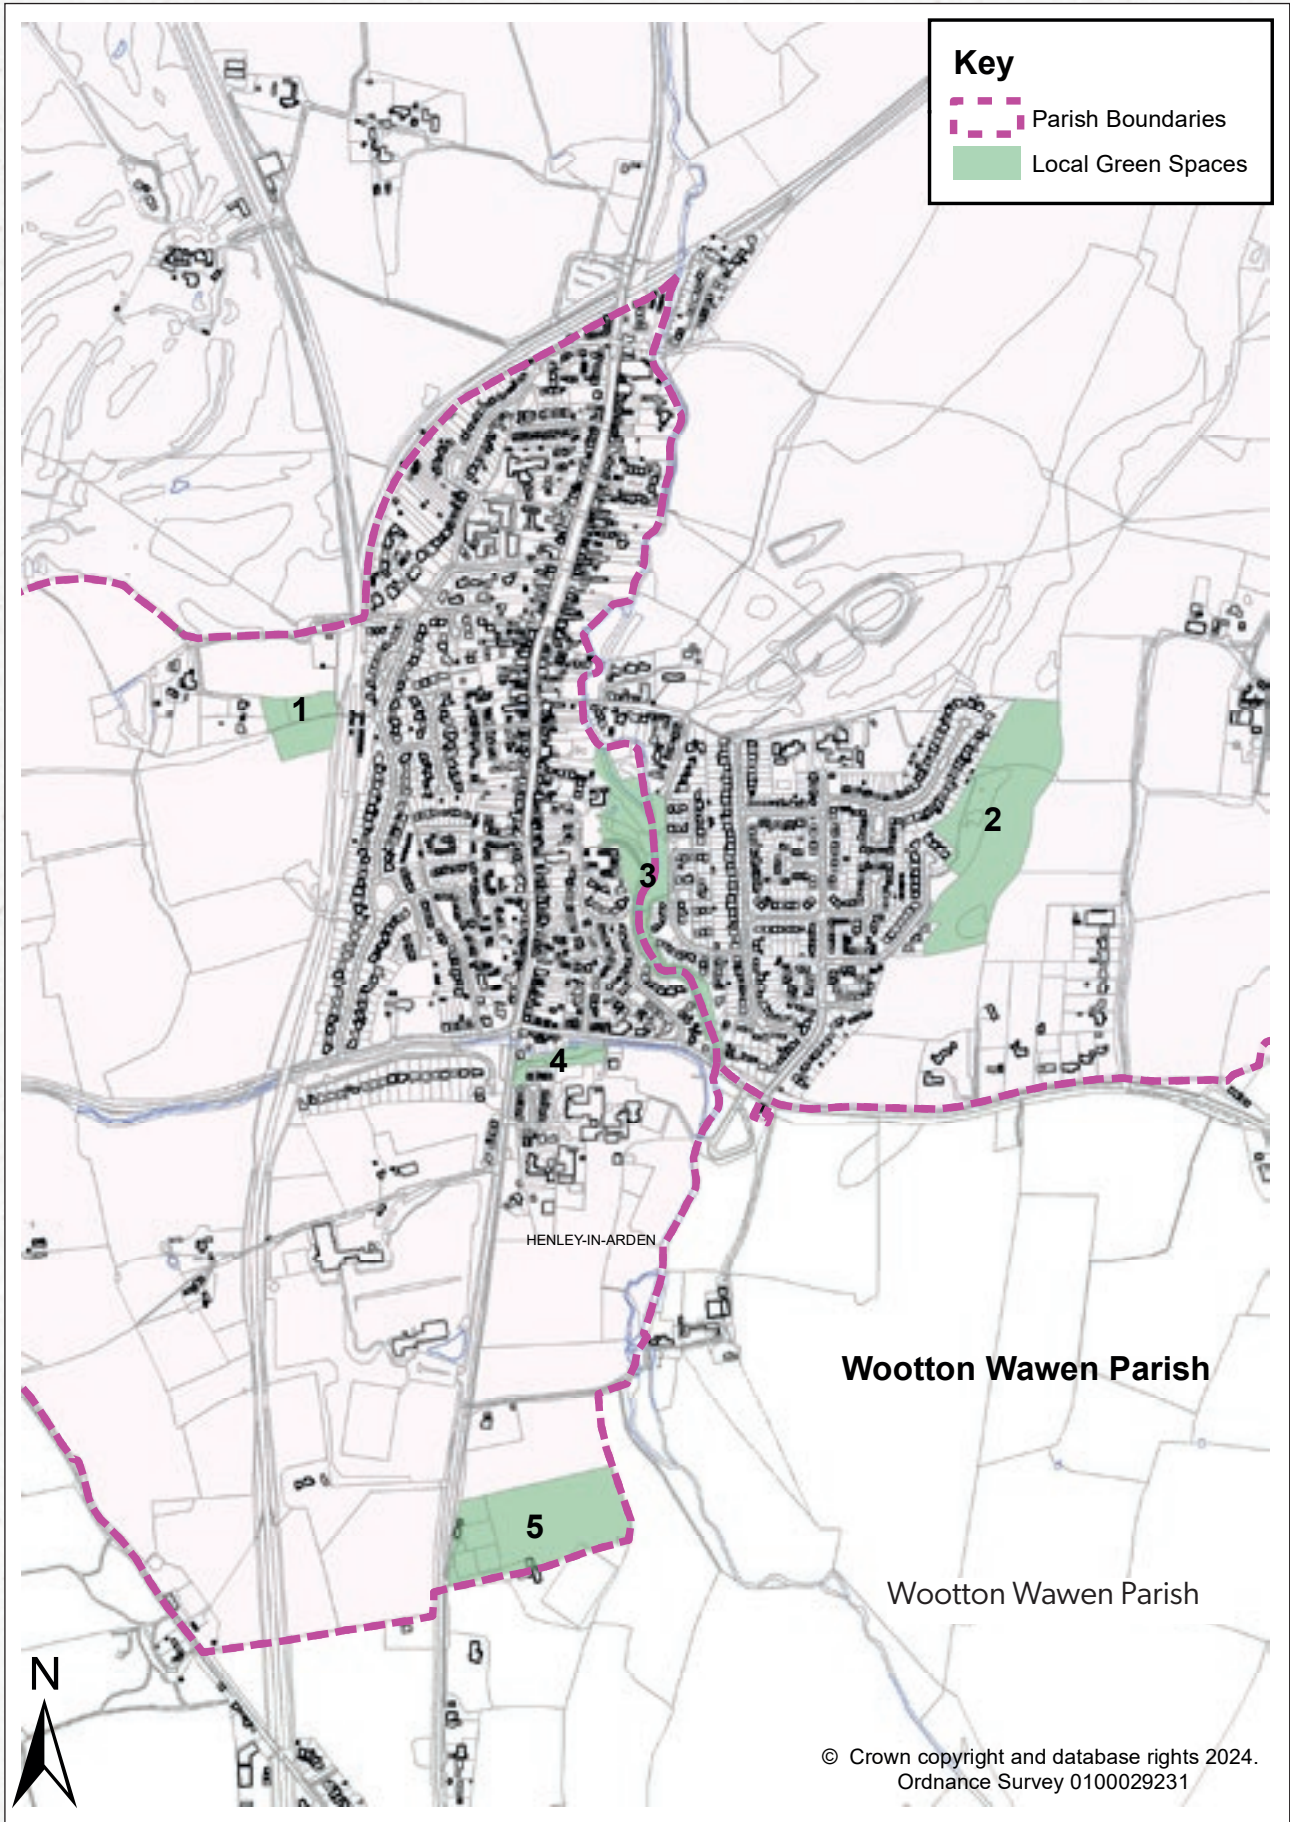 Key
Parish Boundaries
Local Green Spaces
1
2
3
4
HENLEY-IN-ARDEN
Wootton Wawen Parish
5
Wootton Wawen Parish
N
© Crown copyright and database rights 2024.
Ordnance Survey 0100029231